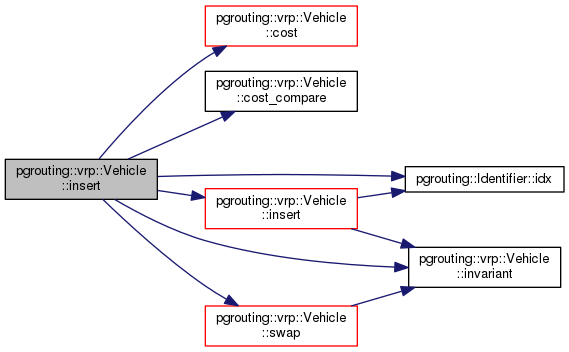 pgrouting::vrp::Vehicle
::cost
pgrouting::vrp::Vehicle
::cost_compare
pgrouting::vrp::Vehicle
::insert
pgrouting::Identifier::idx
pgrouting::vrp::Vehicle
::insert
pgrouting::vrp::Vehicle
::invariant
pgrouting::vrp::Vehicle
::swap